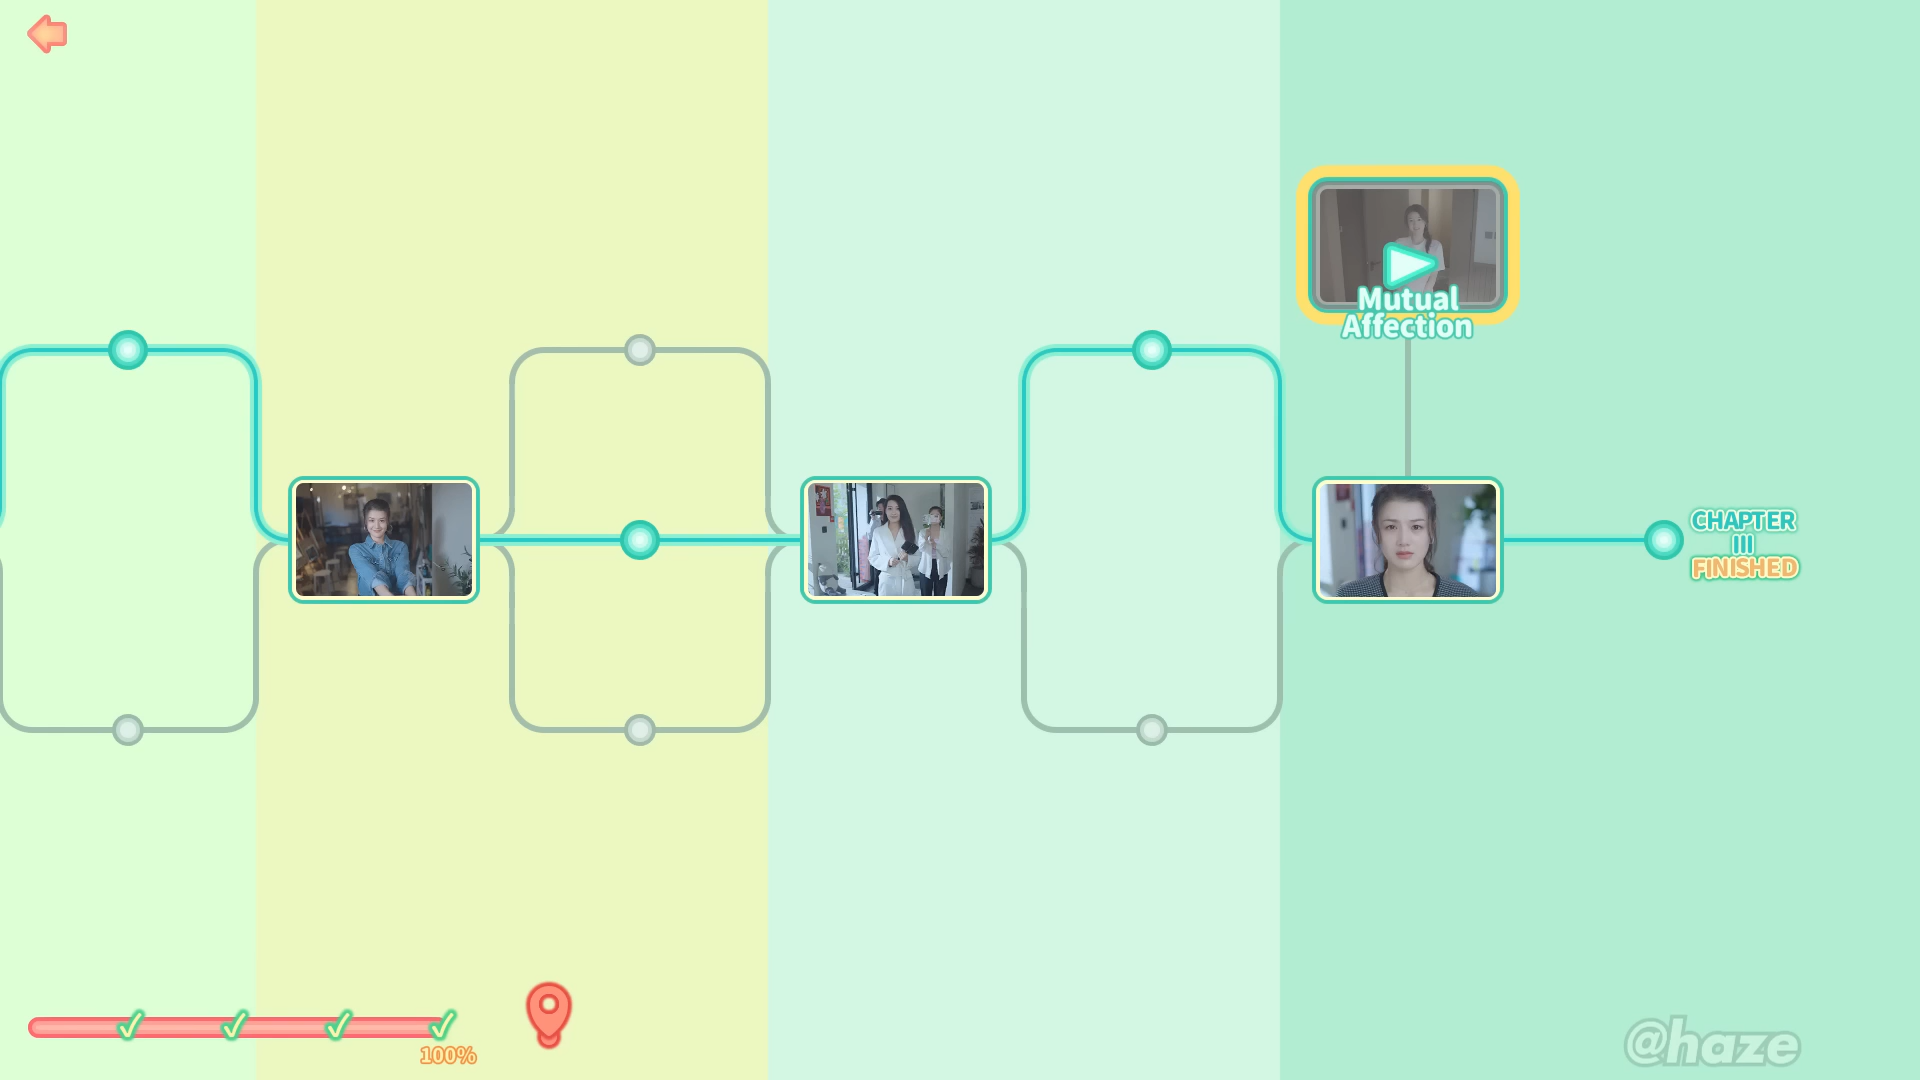 Mutual
Affection
CHAPTER
III
FINISHED
100%
@haze